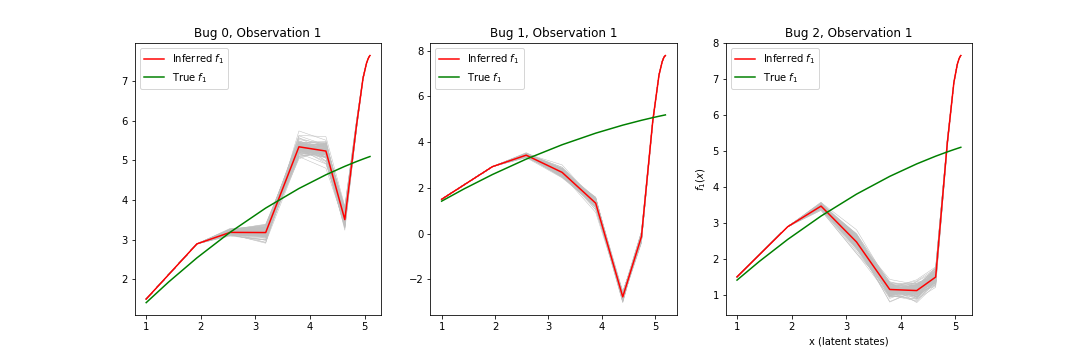 Bug 0, Observation 1
Inferred f₁
True f₁
7
6
5
4
3
2
1 2 3 4 5
Bug 1, Observation 1
Inferred f₁
True f₁
8
6
4
2
0
−2
1 2 3 4 5
Bug 2, Observation 1
Inferred f₁
True f₁
f₁(x)
8
7
6
5
4
3
2
1
1 2 3 4 5
x (latent states)